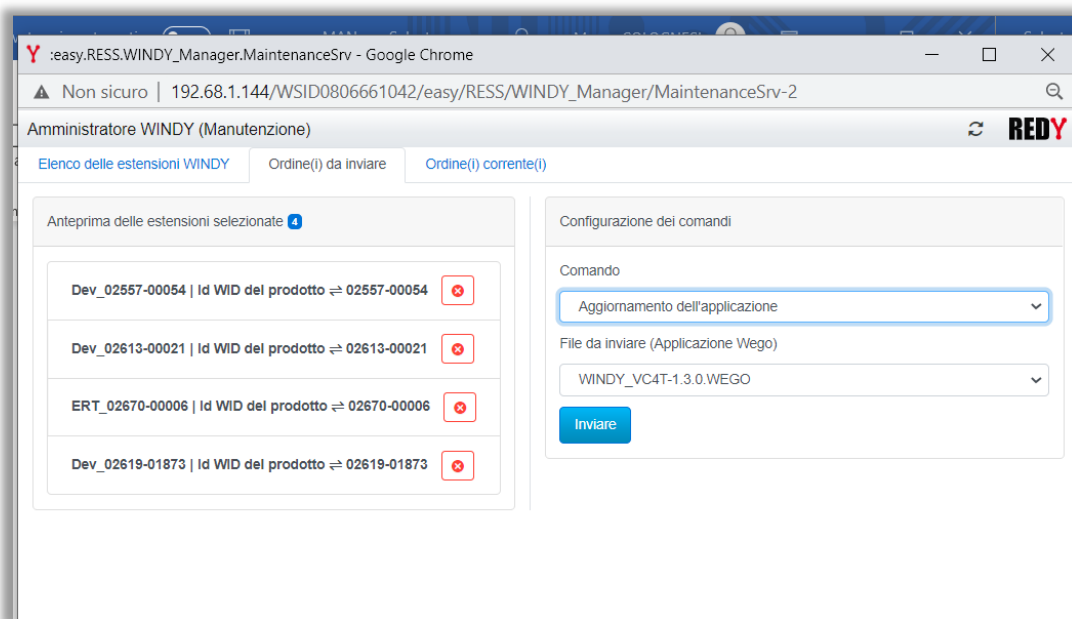 :easy.RESS.WINDY_Manager.MaintenanceSrv - Google Chrome
Non sicuro | 192.68.1.144/WSID0806661042/easy/RESS/WINDY_Manager/MaintenanceSrv-2
Amministratore WINDY (Manutenzione)
REDY
Elenco delle estensioni WINDY
Ordine(i) da inviare
Ordine(i) corrente(i)
Anteprima delle estensioni selezionate 4
Dev_02557-00054 | Id WID del prodotto ⇌ 02557-00054
Dev_02613-00021 | Id WID del prodotto ⇌ 02613-00021
ERT_02670-00006 | Id WID del prodotto ⇌ 02670-00006
Dev_02619-01873 | Id WID del prodotto ⇌ 02619-01873
Configurazione dei comandi
Comando
Aggiornamento dell'applicazione
File da inviare (Applicazione Wego)
WINDY_VC4T-1.3.0.WEGO
Inviare